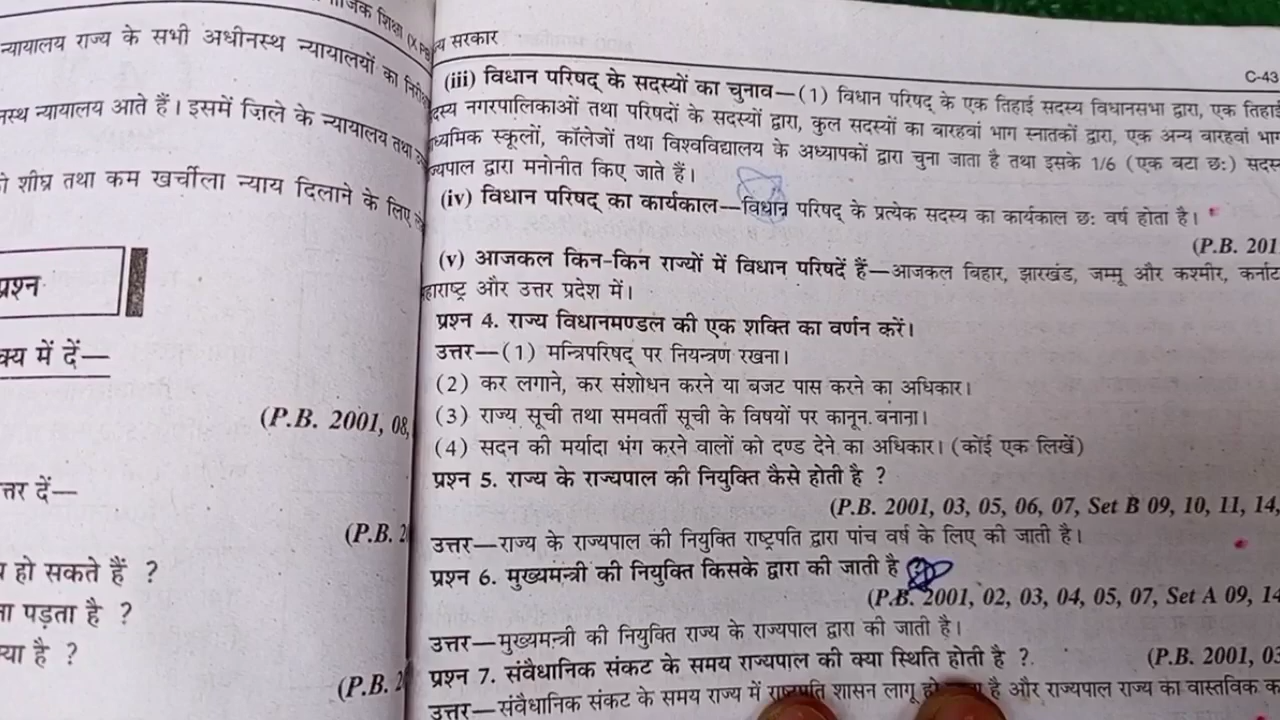 न्यायालय राज्य के सभी अधीनस्थ न्यायालयों का
न्यायालय आते हैं। इसमें ज़िले के न्यायालय तथा
शीघ्र तथा कम खर्चीला न्याय दिलाने के लिए
प्रश्न
में दें—
(P.B. 2001, 08,
दें—
(P.B.
हो सकते हैं ?
पड़ता है ?
है ?
(P.B.
शिक्षा (X
सरकार
C-43
(iii) विधान परिषद् के सदस्यों का चुनाव—(1) विधान परिषद् के एक तिहाई सदस्य विधानसभा द्वारा, एक तिहाई
नगरपालिकाओं तथा परिषदों के सदस्यों द्वारा, कुल सदस्यों का बारहवां भाग स्नातकों द्वारा, एक अन्य बारहवां भाग
स्कूलों, कॉलेजों तथा विश्वविद्यालय के अध्यापकों द्वारा चुना जाता है तथा इसके 1/6 (एक बटा छः)
द्वारा मनोनीत किए जाते हैं।
(iv) विधान परिषद् का कार्यकाल—विधान परिषद् के प्रत्येक सदस्य का कार्यकाल छः वर्ष होता है।
(P.B. 201
(v) आजकल किन-किन राज्यों में विधान परिषदें हैं—आजकल बिहार, झारखंड, जम्मू और कश्मीर,
और उत्तर प्रदेश में।
प्रश्न 4. राज्य विधानमण्डल की एक शक्ति का वर्णन करें।
उत्तर—(1) मन्त्रिपरिषद् पर नियन्त्रण रखना।
(2) कर लगाने, कर संशोधन करने या बजट पास करने का अधिकार।
(3) राज्य सूची तथा समवर्ती सूची के विषयों पर कानून बनाना।
(4) सदन की मर्यादा भंग करने वालों को दण्ड देने का अधिकार। (कोई एक लिखें)
प्रश्न 5. राज्य के राज्यपाल की नियुक्ति कैसे होती है ?
(P.B. 2001, 03, 05, 06, 07, Set B 09, 10, 11, 14,
उत्तर—राज्य के राज्यपाल की नियुक्ति राष्ट्रपति द्वारा पांच वर्ष के लिए की जाती है।
प्रश्न 6. मुख्यमन्त्री की नियुक्ति किसके द्वारा की जाती है
(P.B. 2001, 02, 03, 04, 05, 07, Set A 09, 14
उत्तर—मुख्यमन्त्री की नियुक्ति राज्य के राज्यपाल द्वारा की जाती है।
प्रश्न 7. संवैधानिक संकट के समय राज्यपाल की क्या स्थिति होती है ?
(P.B. 2001, 03
उत्तर—संवैधानिक संकट के समय राज्य में राष्ट्रपति शासन लागू है और राज्यपाल राज्य का वास्तविक